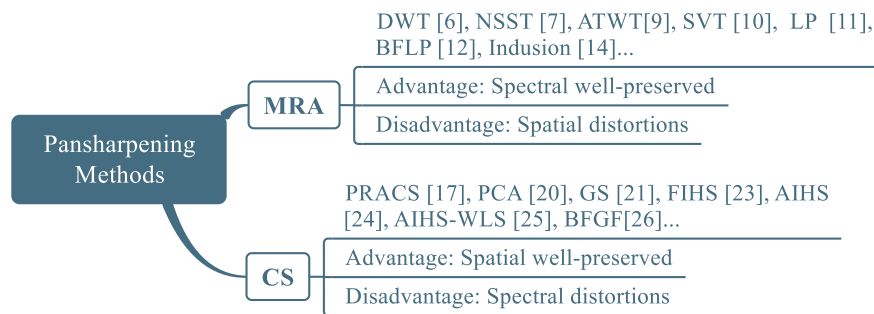 DWT [6], NSST [7], ATWT[9], SVT [10], LP [11],
BFLP [12], Indusion [14]...
MRA
Advantage: Spectral well-preserved
Disadvantage: Spatial distortions
Pansharpening
Methods
PRACS [17], PCA [20], GS [21], FIHS [23], AIHS
[24], AIHS-WLS [25], BFGF[26]...
CS
Advantage: Spatial well-preserved
Disadvantage: Spectral distortions